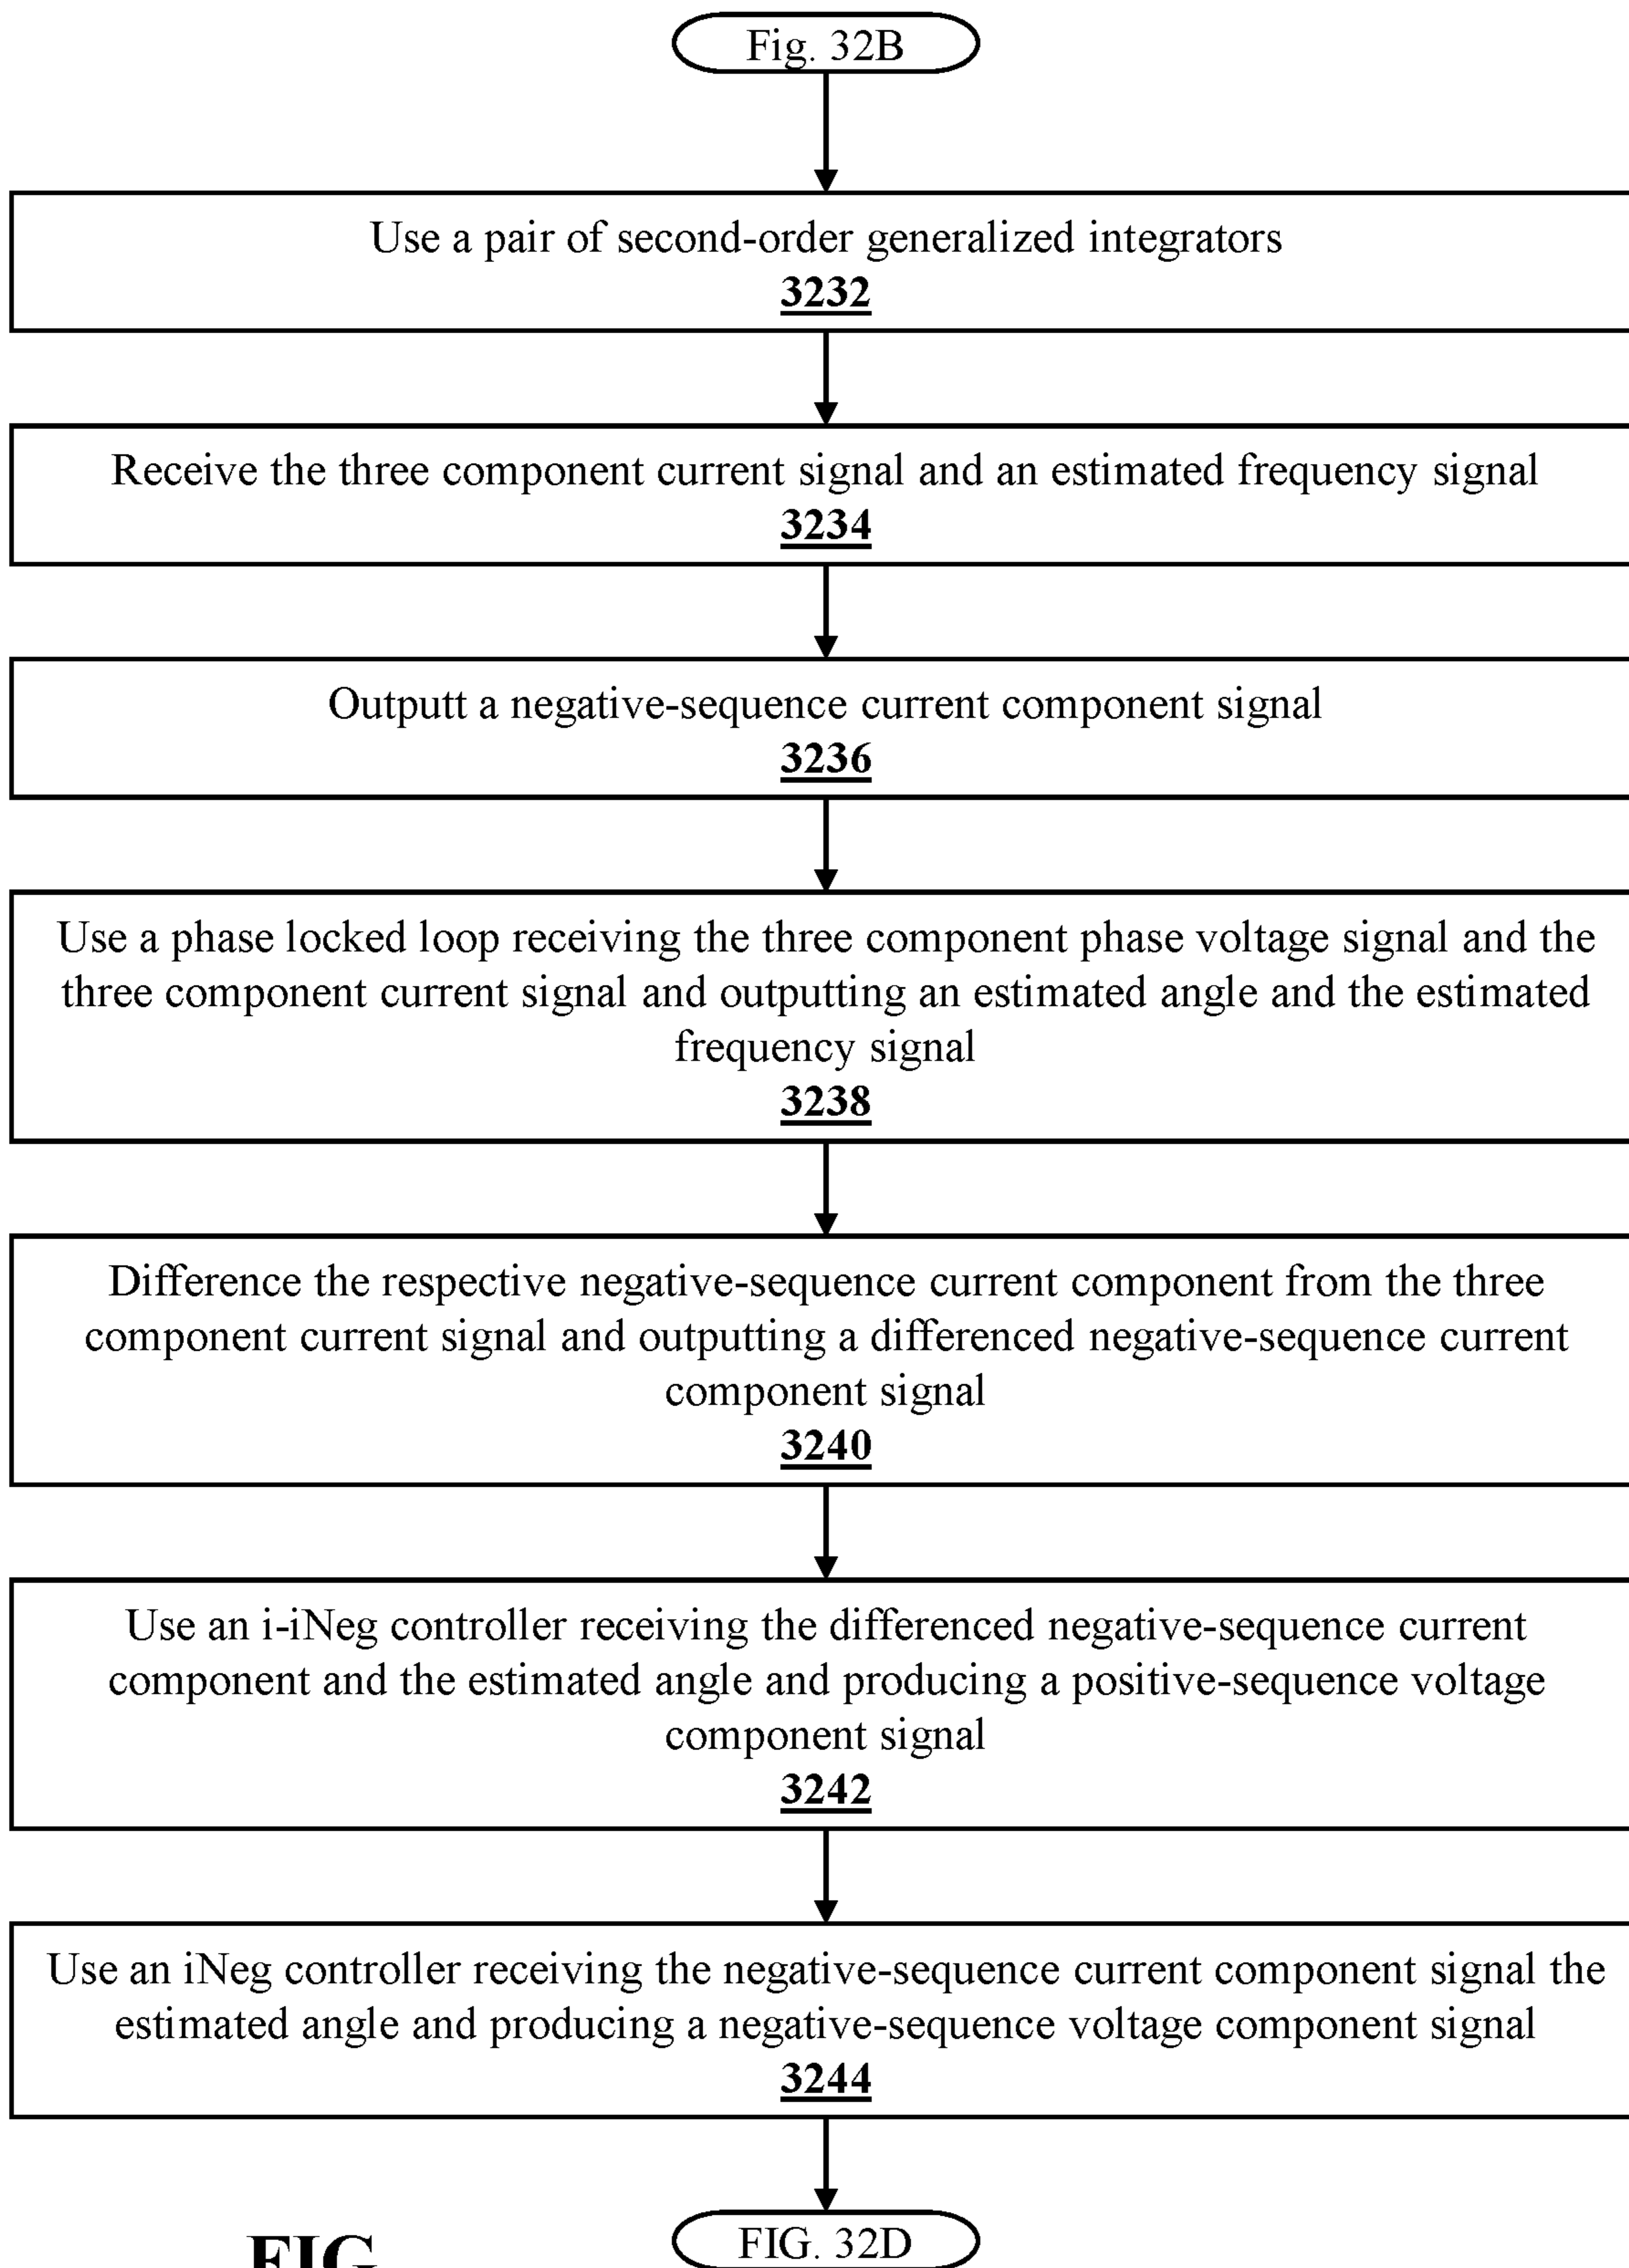 Fig. 32B
Use a pair of second-order generalized integrators
3232
Receive the three component current signal and an estimated frequency signal
3234
Outputt a negative-sequence current component signal
3236
Use a phase locked loop receiving the three component phase voltage signal and the
three component current signal and outputting an estimated angle and the estimated
frequency signal
3238
Difference the respective negative-sequence current component from the three
component current signal and outputting a differenced negative-sequence current
component signal
3240
Use an i-iNeg controller receiving the differenced negative-sequence current
component and the estimated angle and producing a positive-sequence voltage
component signal
3242
Use an iNeg controller receiving the negative-sequence current component signal the
estimated angle and producing a negative-sequence voltage component signal
3244
FIG. 32D
FIG